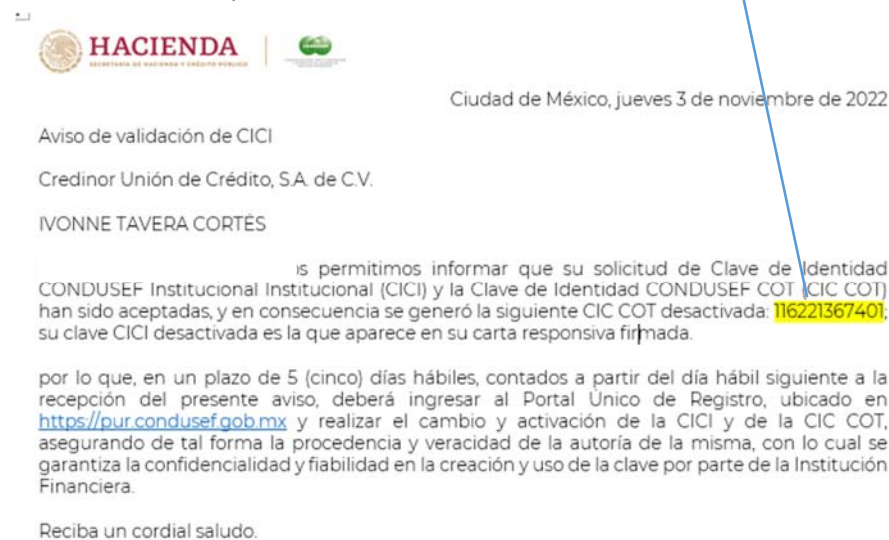 HACIENDA
SECRETARÍA DE HACIENDA Y CRÉDITO PÚBLICO
Ciudad de México, jueves 3 de noviembre de 2022
Aviso de validación de CICI
Credinor Unión de Crédito, S.A. de C.V.
IVONNE TAVERA CORTÉS
s permitimos informar que su solicitud de Clave de Identidad
CONDUSEF Institucional Institucional (CICI) y la Clave de Identidad CONDUSEF COT (CIC COT)
han sido aceptadas, y en consecuencia se generó la siguiente CIC COT desactivada: 116221367401;
su clave CICI desactivada es la que aparece en su carta responsiva firmada.
por lo que, en un plazo de 5 (cinco) días hábiles, contados a partir del día hábil siguiente a la
recepción del presente aviso, deberá ingresar al Portal Único de Registro, ubicado en
https://pur.condusef.gob.mx y realizar el cambio y activación de la CICI y de la CIC COT,
asegurando de tal forma la procedencia y veracidad de la autoría de la misma, con lo cual se
garantiza la confidencialidad y fiabilidad en la creación y uso de la clave por parte de la Institución
Financiera.
Reciba un cordial saludo.